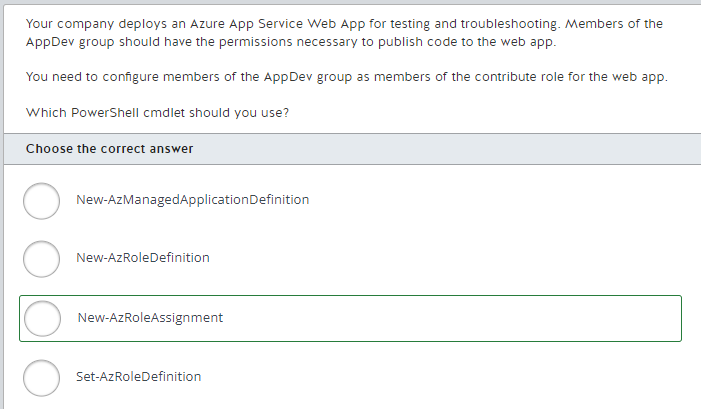 Your company deploys an Azure App Service Web App for testing and troubleshooting. Members of the
AppDev group should have the permissions necessary to publish code to the web app.
You need to configure members of the AppDev group as members of the contribute role for the web app.
Which PowerShell cmdlet should you use?
Choose the correct answer
New-AzManagedApplicationDefinition
New-AzRoleDefinition
New-AzRoleAssignment
Set-AzRoleDefinition